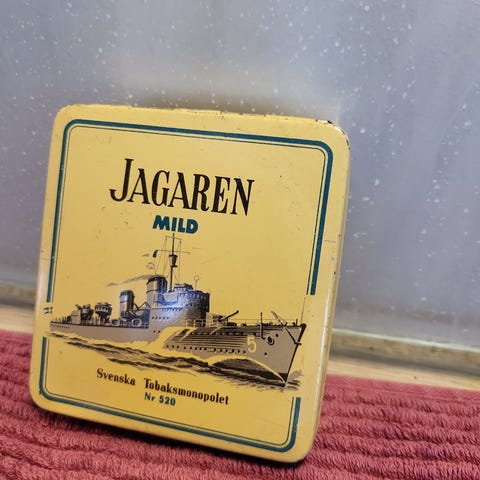 JAGAREN
MILD
5
Svenska Tobaksmonopolet
Nr 520